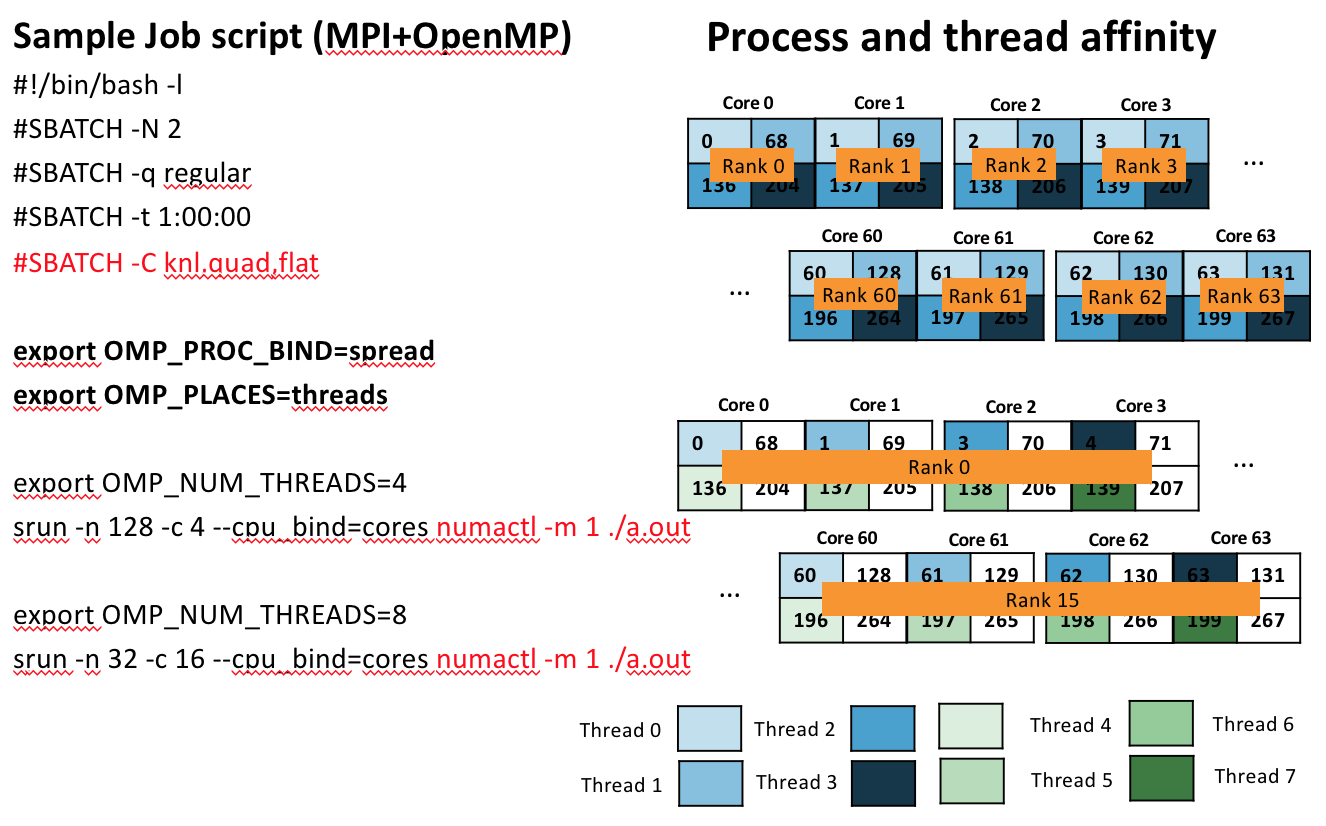 Sample Job script (MPI+OpenMP)
#!/bin/bash -l
#SBATCH -N 2
#SBATCH -q regular
#SBATCH -t 1:00:00
#SBATCH -C knl,quad,flat
export OMP_PROC_BIND=spread
export OMP_PLACES=threads
export OMP_NUM_THREADS=4
srun -n 128 -c 4 --cpu_bind=cores numactl -m 1 ./a.out
export OMP_NUM_THREADS=8
srun -n 32 -c 16 --cpu_bind=cores numactl -m 1 ./a.out
Process and thread affinity
Core 0 Core 1 Core 2 Core 3
0 68 1 69 2 70 3 71 ...
Rank 0 Rank 1 Rank 2 Rank 3
136 204 137 205 138 206 139 207
Core 60 Core 61 Core 62 Core 63
... 60 128 61 129 62 130 63 131
Rank 60 Rank 61 Rank 62 Rank 63
196 264 197 265 198 266 199 267
Core 0 Core 1 Core 2 Core 3
0 68 1 69 3 70 4 71 ...
Rank 0
136 204 137 205 138 206 139 207
Core 60 Core 61 Core 62 Core 63
... 60 128 61 129 62 130 63 131
Rank 15
196 264 197 265 198 266 199 267
Thread 0 Thread 2 Thread 4 Thread 6
Thread 1 Thread 3 Thread 5 Thread 7